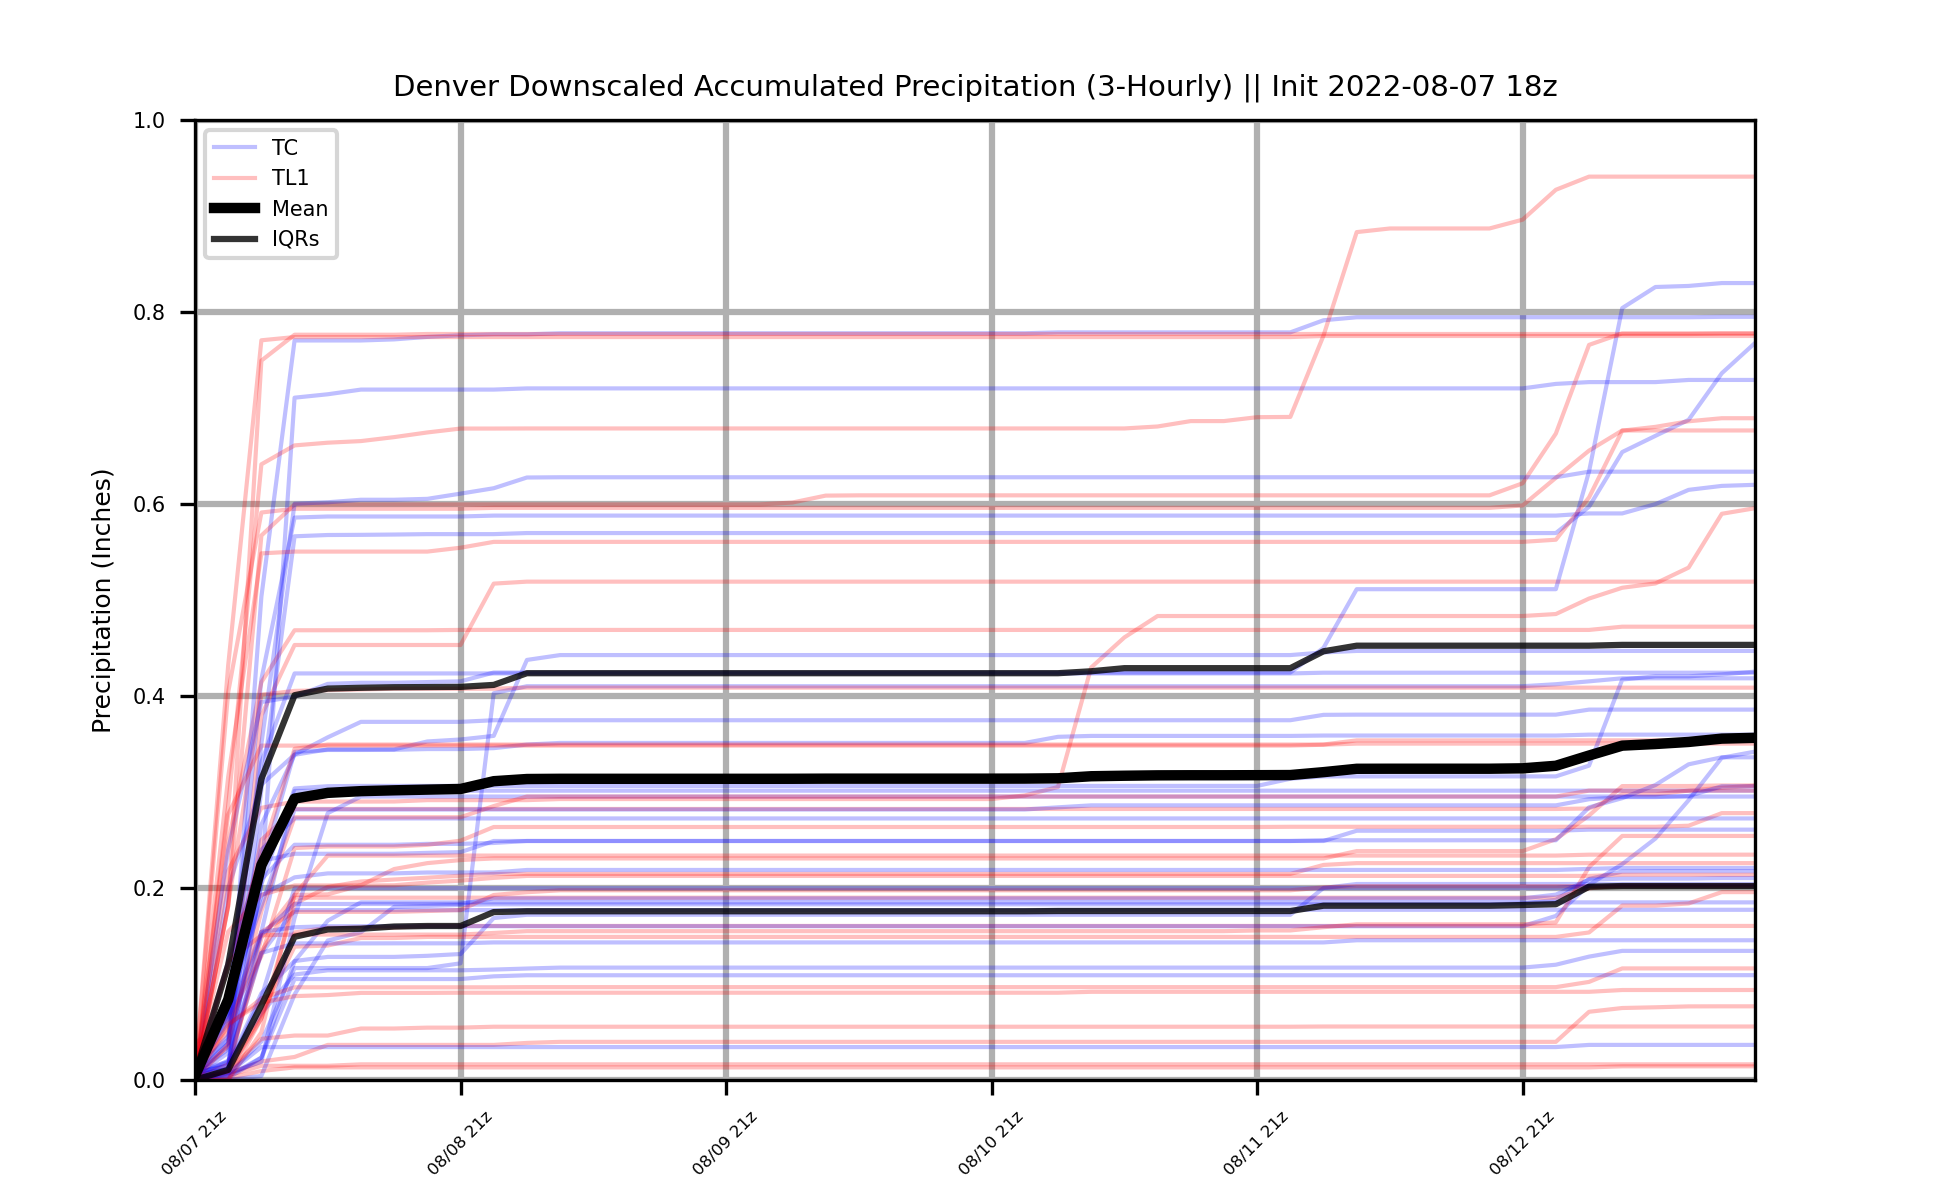 Denver Downscaled Accumulated Precipitation (3-Hourly) || Init 2022-08-07 18z
TC
TL1
Mean
IQRs
Precipitation (Inches)
1.0
0.8
0.6
0.4
0.2
0.0
08/07 21z
08/08 21z
08/09 21z
08/10 21z
08/11 21z
08/12 21z